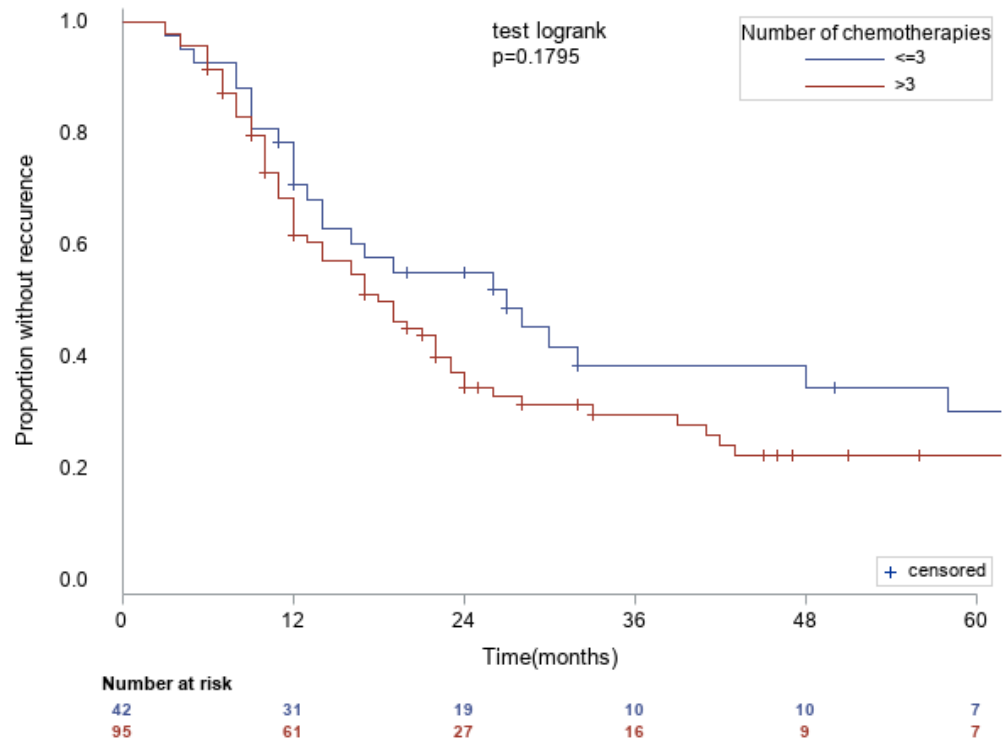 1.0
0.8
0.6
0.4
0.2
0.0
Proportion without reccurence
test logrank
p=0.1795
Number of chemotherapies
<=3
>3
+ censored
0 12 24 36 48 60
Time(months)
Number at risk
42 31 19 10 10 7
95 61 27 16 9 7